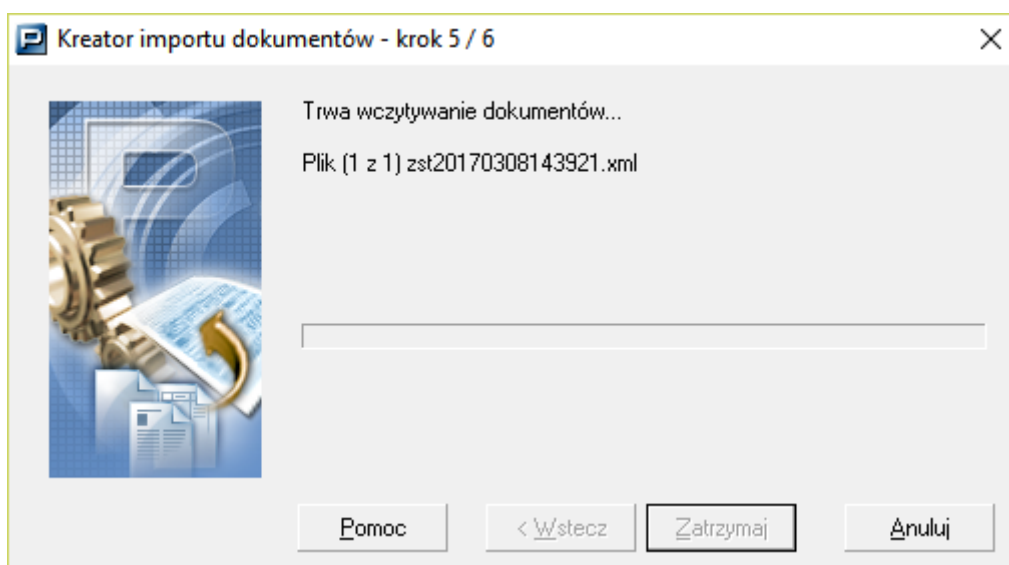 Kreator importu dokumentów - krok 5 / 6
Trwa wczytywanie dokumentów...
Plik (1 z 1) zst20170308143921.xml
Pomoc
< Wstecz
Zatrzymaj
Anuluj